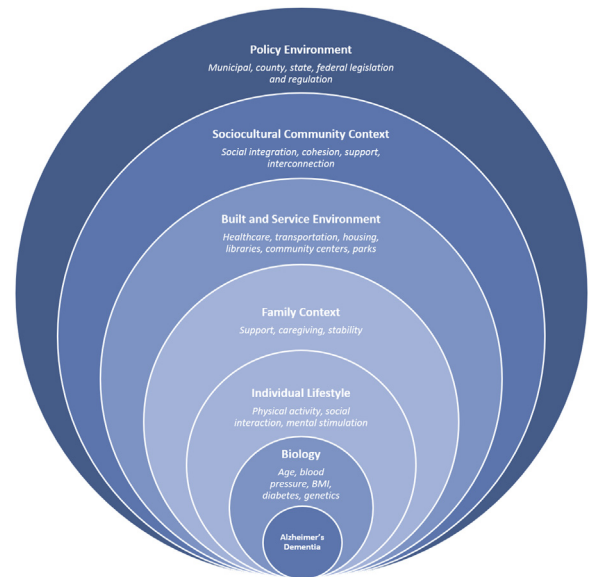 Policy Environment
Municipal, county, state, federal legislation
and regulation
Sociocultural Community Context
Social integration, cohesion, support,
interconnection
Built and Service Environment
Healthcare, transportation, housing,
libraries, community centers, parks
Family Context
Support, caregiving, stability
Individual Lifestyle
Physical activity, social
interaction, mental stimulation
Biology
Age, blood
pressure, BMI,
diabetes, genetics
Alzheimer's
Dementia